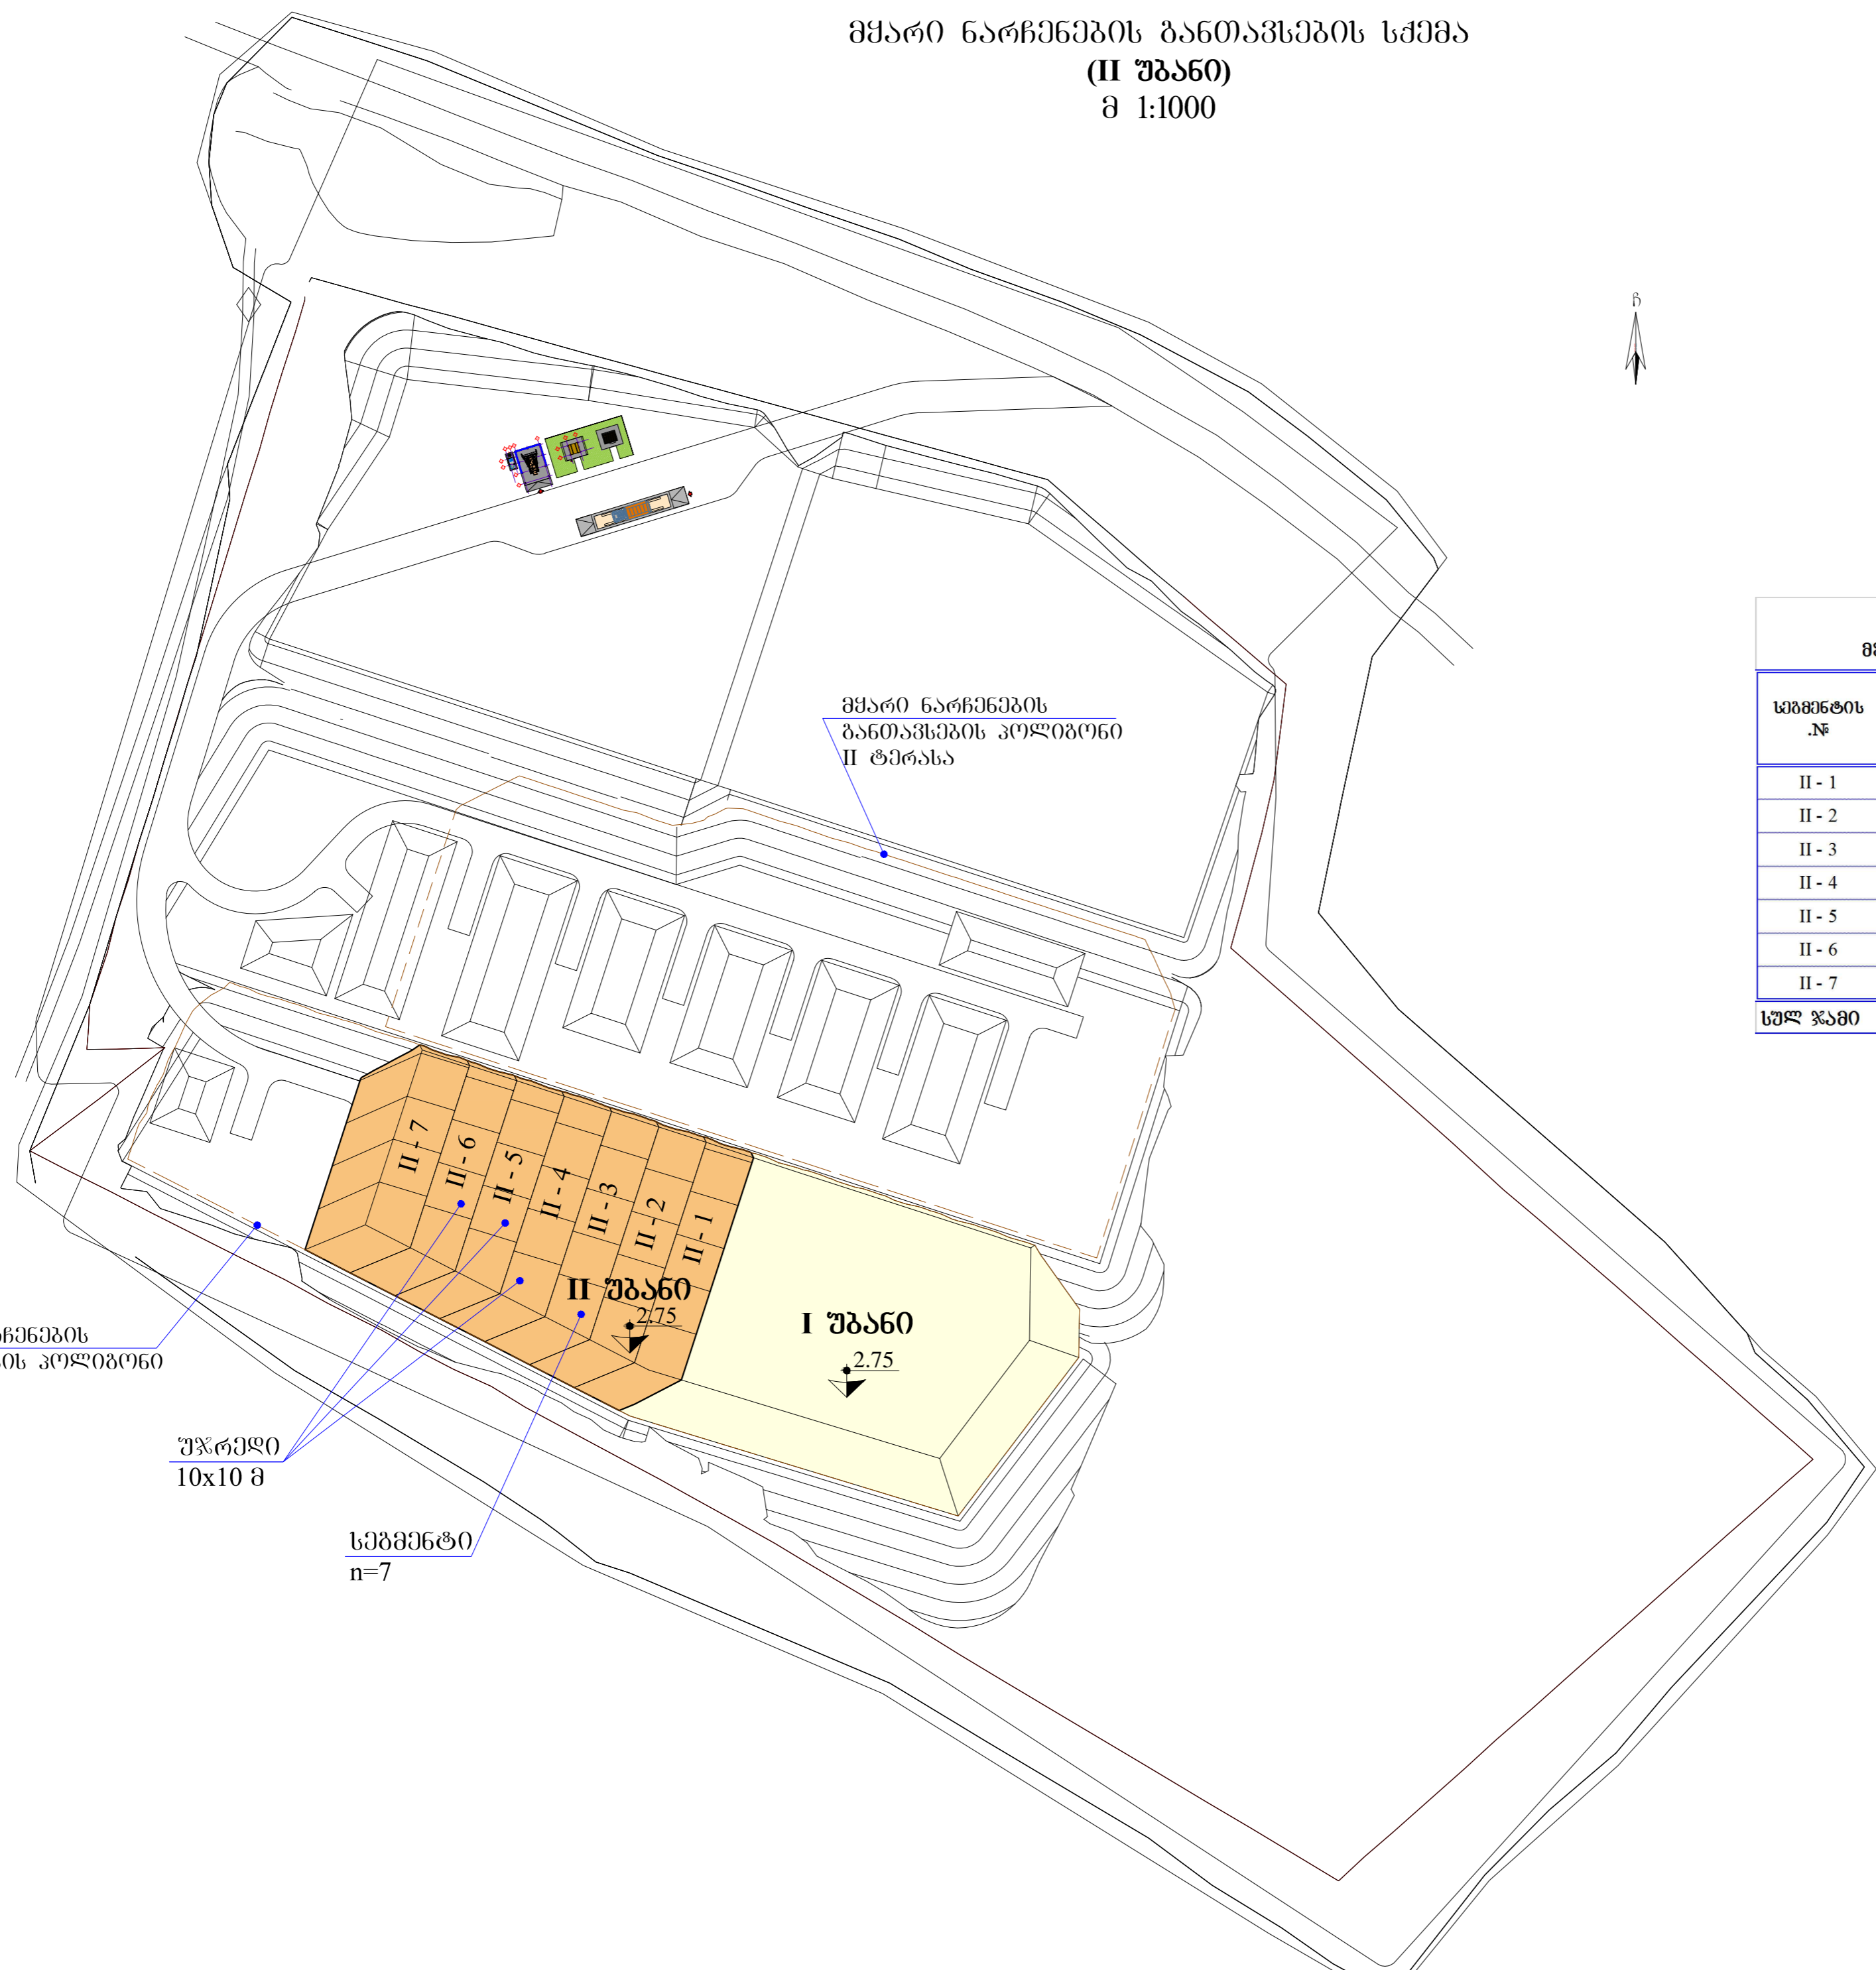 მყარი ნარჩენების განთავსების სქემა
(II უბანი)
მ 1:1000
ჩ
სეგმენტის
.№
II - 1
II - 2
II - 3
II - 4
II - 5
II - 6
II - 7
სულ ჯამი
მყარი ნარჩენების
განთავსების პოლიგონი
II ტერასა
II - 7
II - 6
II - 5
II - 4
II - 3
II - 2
II - 1
II უბანი
2.75
I უბანი
2.75
პოლიგონი
უჯრედი
10x10 მ
სეგმენტი
n=7